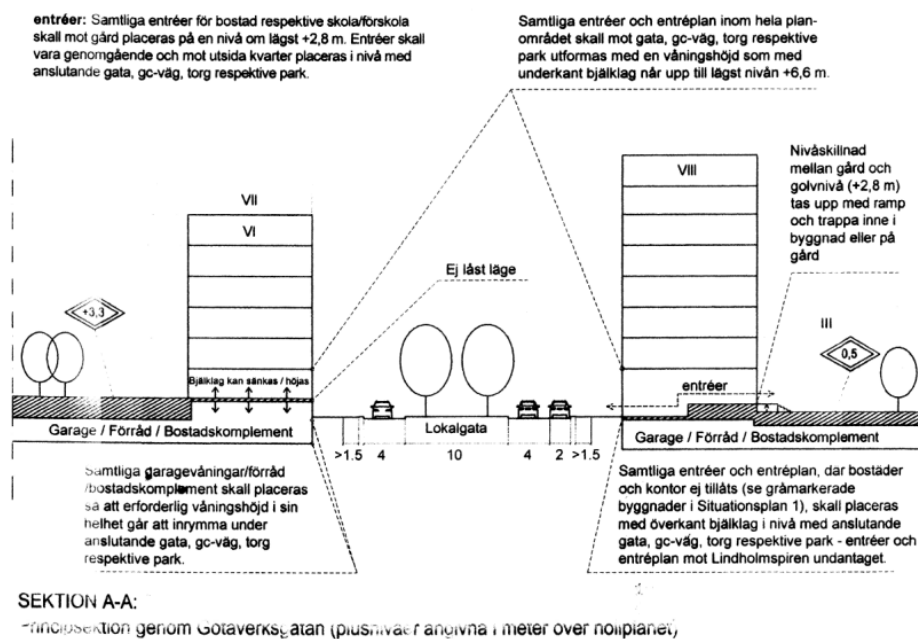 entréer: Samtliga entréer för bostad respektive skola/förskola
skall mot gård placeras på en nivå om lägst +2,8 m. Entréer skall
vara genomgående och mot utsida kvarter placeras i nivå med
anslutande gata, gc-väg, torg respektive park.
Samtliga entréer och entréplan inom hela plan-
området skall mot gata, gc-väg, torg respektive
park utformas med en våningshöjd som med
underkant bjälklag når upp till lägst nivån +6,6 m.
Nivåskillnad
mellan gård och
golvnivå (+2,8 m)
tas upp med ramp
och trappa inne i
byggnad eller på
gård
VII
VI
VIII
Ej låst läge
+3,3
III
0,5
Bjälklag kan sänkas / höjas
entréer
Lokalgata
Garage / Förråd / Bostadskomplement
Garage / Förråd / Bostadskomplement
>1.5 4 10 4 2 >1.5
Samtliga garagevåningar/förråd
/bostadskomplement skall placeras
så att erforderlig våningshöjd i sin
helhet går att inrymma under
anslutande gata, gc-väg, torg
respektive park.
Samtliga entréer och entréplan, där bostäder
och kontor ej tillåts (se gråmarkerade
byggnader i Situationsplan 1), skall placeras
med överkant bjälklag i nivå med anslutande
gata, gc-väg, torg respektive park - entréer och
entréplan mot Lindholmspiren undantaget.
SEKTION A-A:
Principsektion genom Götaverksgatan (plusnivåer angivna i meter över nollplanet)